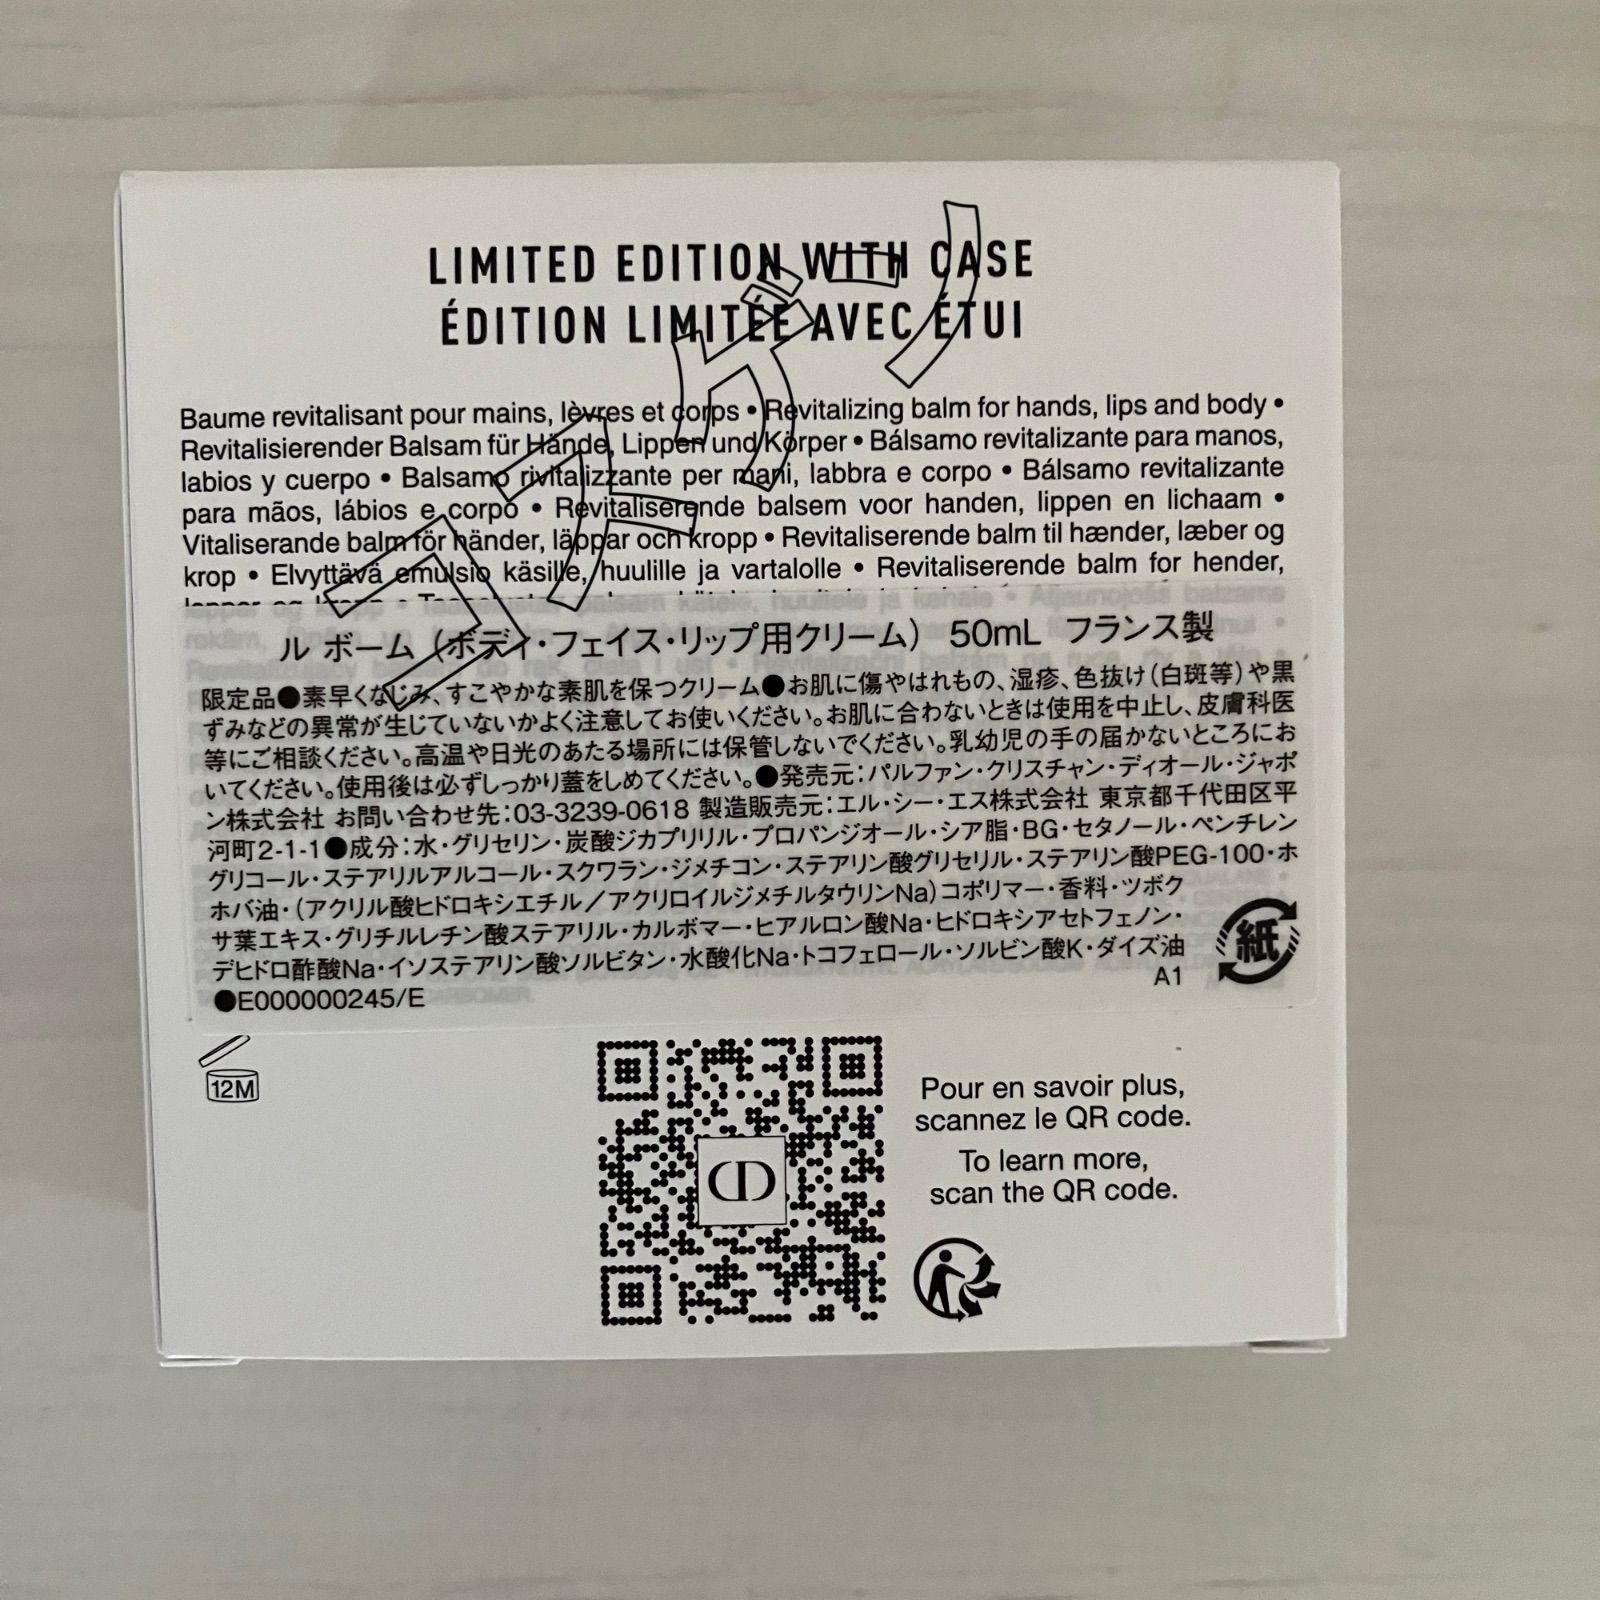 LIMITED EDITION WITH CASE
ÉDITION LIMITÉE AVEC ÉTUI
Baume revitalisant pour mains, lèvres et corps • Revitalizing balm for hands, lips and body •
Revitalisierender Balsam für Hände, Lippen und Körper • Bálsamo revitalizante para manos,
labios y cuerpo • Balsamo rivitalizzante per mani, labbra e corpo • Bálsamo revitalizante
para mãos, lábios e corpo • Revitaliserende balsem voor handen, lippen en lichaam •
Vitaliserande balm för händer, läppar och kropp • Revitaliserende balm til hænder, læber og
krop • Elvyttävä emulsio käsille, huulille ja vartalolle • Revitaliserende balm for hender,
ル ボーム（ボディ・フェイス・リップ用クリーム） 50mL フランス製
限定品●素早くなじみ、すこやかな素肌を保つクリーム●お肌に傷やはれもの、湿疹、色抜け（白斑等）や黒
ずみなどの異常が生じていないかよく注意してお使いください。お肌に合わないときは使用を中止し、皮膚科医
等にご相談ください。高温や日光のあたる場所には保管しないでください。乳幼児の手の届かないところにお
いてください。使用後は必ずしっかり蓋をしめてください。●発売元：パルファン・クリスチャン・ディオール・ジャポ
ン株式会社 お問い合わせ先：03-3239-0618 製造販売元：エル・シー・エス株式会社 東京都千代田区平
河町2-1-1●成分：水・グリセリン・炭酸ジカプリリル・プロパンジオール・シア脂・BG・セタノール・ペンチレン
グリコール・ステアリルアルコール・スクワラン・ジメチコン・ステアリン酸グリセリル・ステアリン酸PEG-100・ホ
ホバ油・（アクリル酸ヒドロキシエチル／アクリロイルジメチルタウリンNa）コポリマー・香料・ツボク
サ葉エキス・グリチルレチン酸ステアリル・カルボマー・ヒアルロン酸Na・ヒドロキシアセトフェノン・
デヒドロ酢酸Na・イソステアリン酸ソルビタン・水酸化Na・トコフェロール・ソルビン酸K・ダイズ油
●E000000245/E
A1
紙
12M
CD
Pour en savoir plus,
scannez le QR code.
To learn more,
scan the QR code.